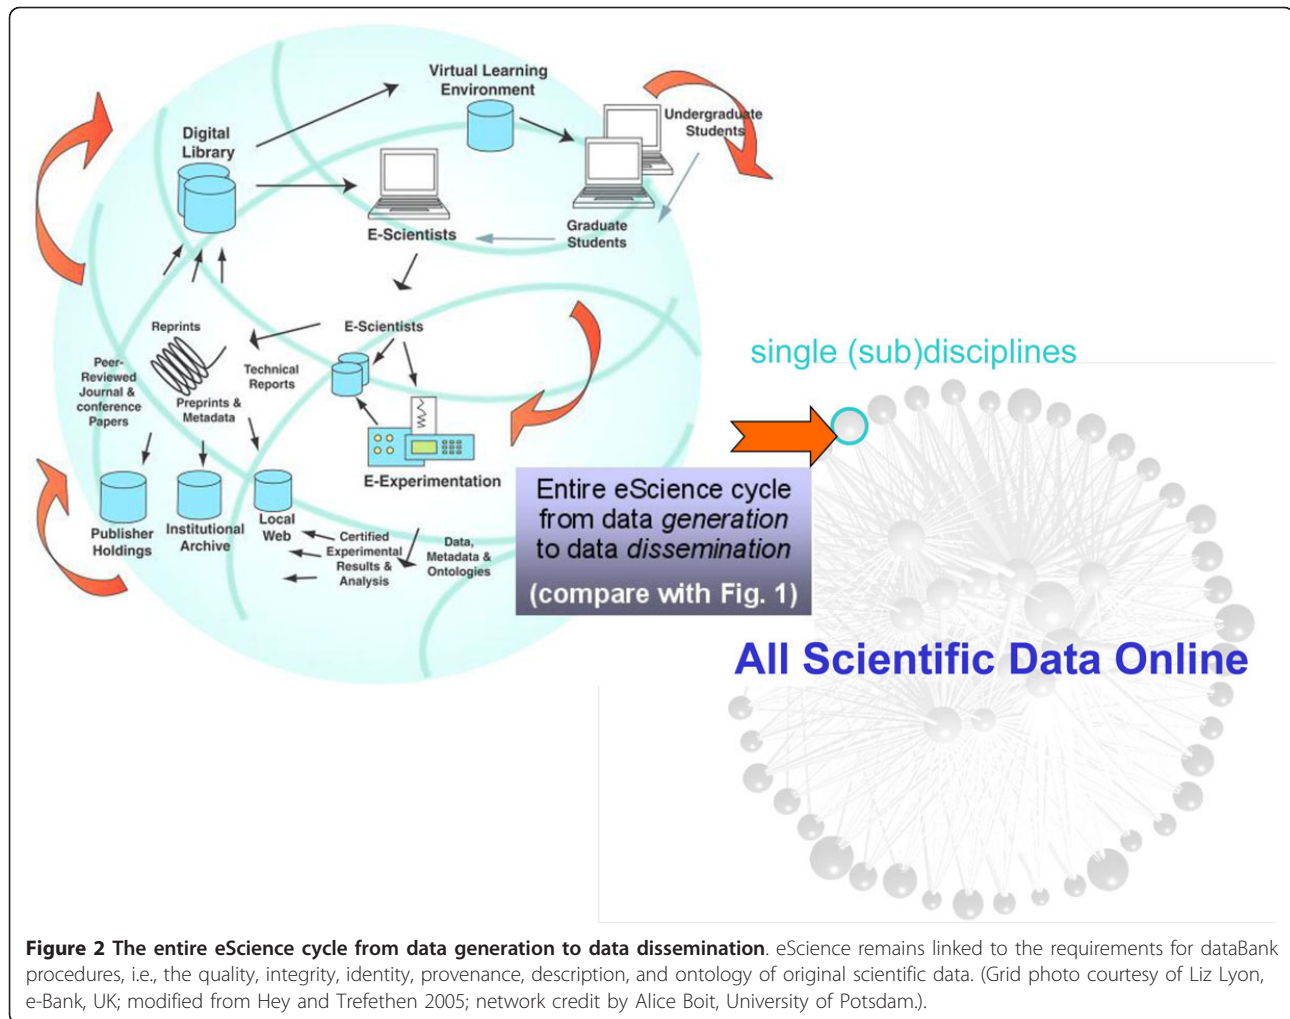 Virtual Learning
Environment
Undergraduate
Students
Digital
Library
E-Scientists
Graduate
Students
E-Scientists
Reprints
Peer-
Reviewed
Journal &
conference
Papers
Technical
Reports
Preprints &
Metadata
E-Experimentation
Publisher
Holdings
Institutional
Archive
Local
Web
Certified
Experimental
Results &
Analysis
Data,
Metadata &
Ontologies
single (sub)disciplines
Entire eScience cycle
from data generation
to data dissemination
(compare with Fig. 1)
All Scientific Data Online
Figure 2 The entire eScience cycle from data generation to data dissemination. eScience remains linked to the requirements for dataBank
procedures, i.e., the quality, integrity, identity, provenance, description, and ontology of original scientific data. (Grid photo courtesy of Liz Lyon,
e-Bank, UK; modified from Hey and Trefethen 2005; network credit by Alice Boit, University of Potsdam.).